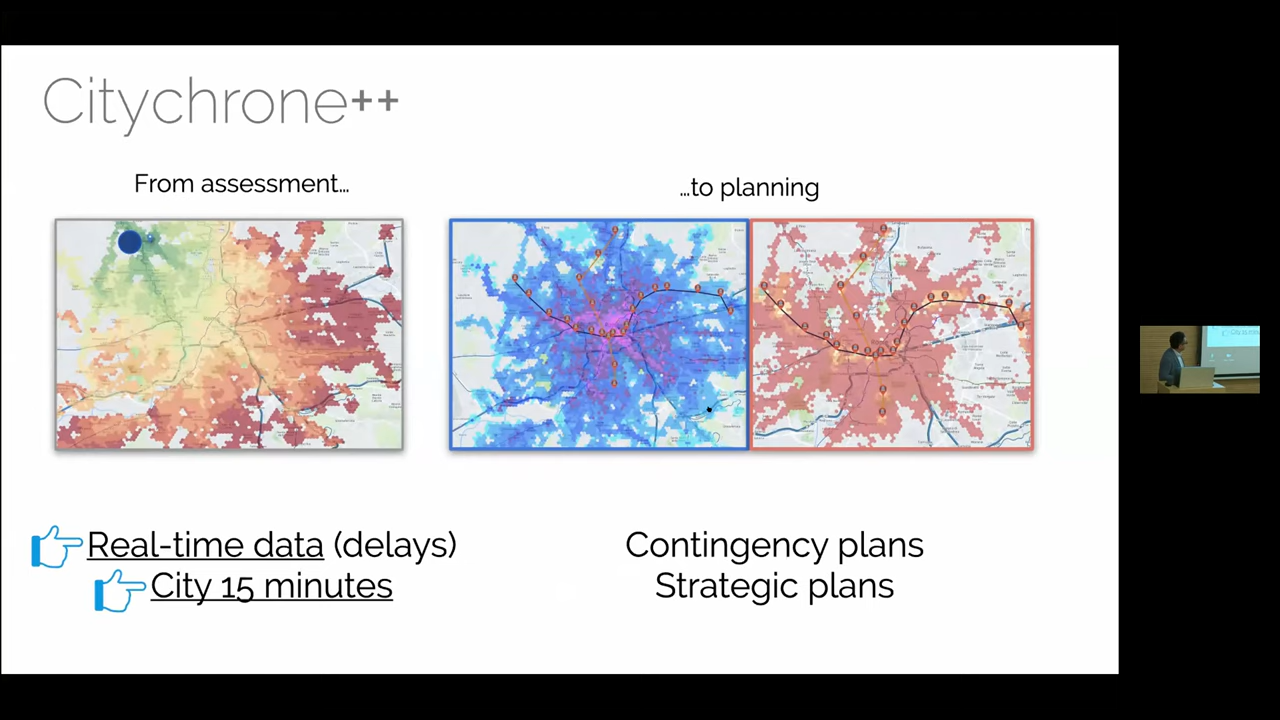 Citychrone++
From assessment...
...to planning
Real-time data (delays)
City 15 minutes
Contingency plans
Strategic plans